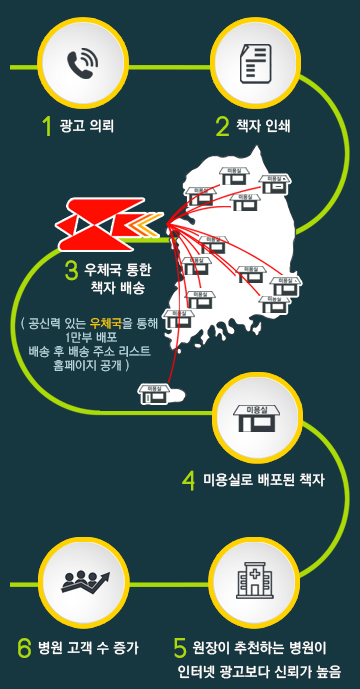 1 광고 의뢰
2 책자 인쇄
미용실
미용실
미용실
미용실
미용실
미용실
미용실
미용실
미용실
미용실
미용실
3 우체국 통한
책자 배송
( 공신력 있는 우체국을 통해
1만부 배포
배송 후 배송 주소 리스트
홈페이지 공개 )
미용실
미용실
4 미용실로 배포된 책자
6 병원 고객 수 증가
5 원장이 추천하는 병원이
인터넷 광고보다 신뢰가 높음